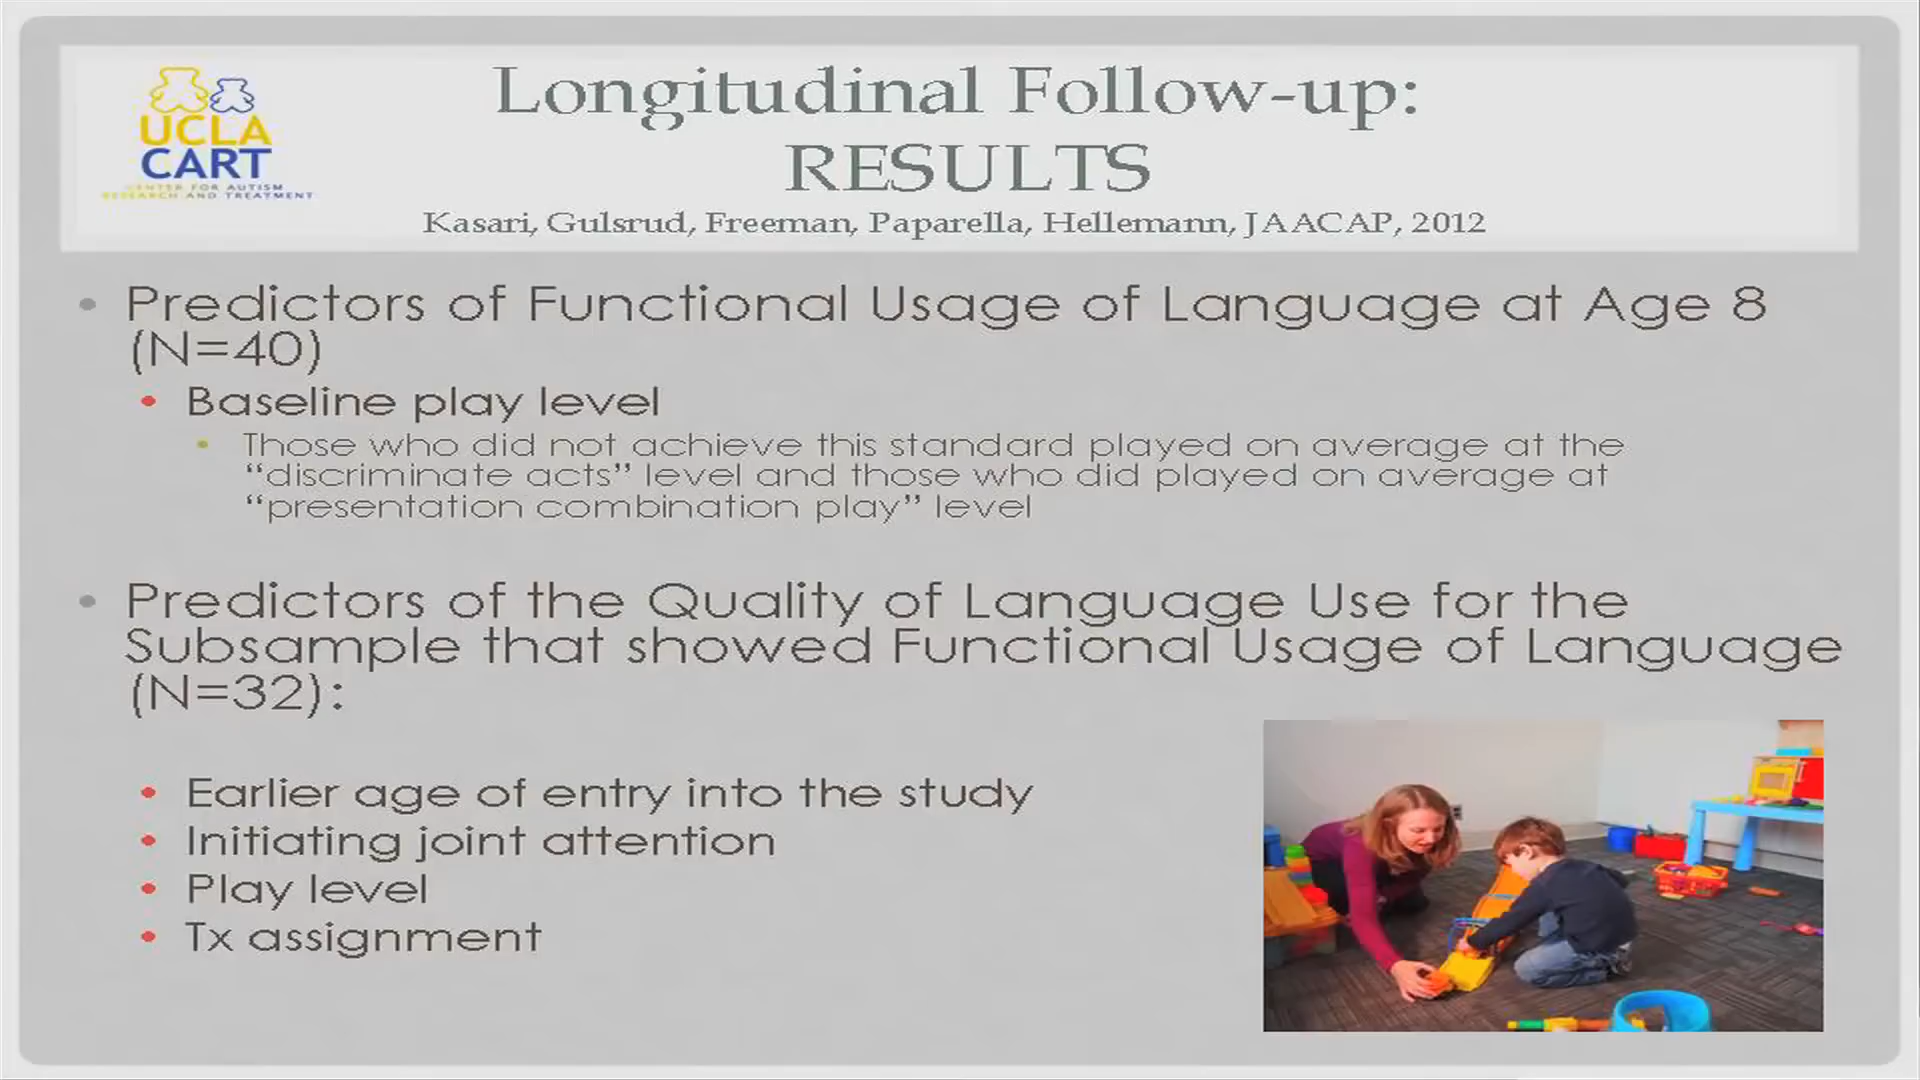 UCLA
CART
CENTER FOR AUTISM
RESEARCH AND TREATMENT
Longitudinal Follow-up:
RESULTS
Kasari, Gulsrud, Freeman, Paparella, Hellemann, JAACAP, 2012
• Predictors of Functional Usage of Language at Age 8
(N=40)
• Baseline play level
• Those who did not achieve this standard played on average at the
“discriminate acts” level and those who did played on average at
“presentation combination play” level
• Predictors of the Quality of Language Use for the
Subsample that showed Functional Usage of Language
(N=32):
• Earlier age of entry into the study
• Initiating joint attention
• Play level
• Tx assignment